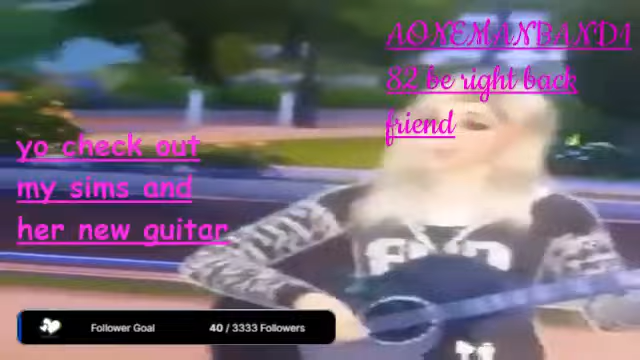 AONEMANBAND1
82 be right back
friend
yo check out
my sims and
her new guitar
Follower Goal
40 / 3333 Followers